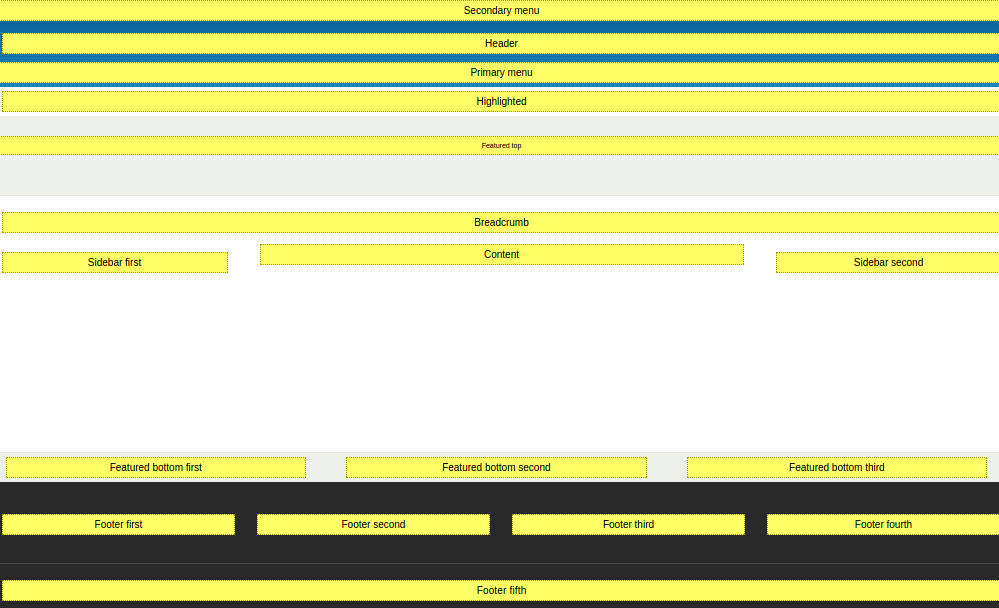 Secondary menu
Header
Primary menu
Highlighted
Featured top
Breadcrumb
Sidebar first
Content
Sidebar second
Featured bottom first
Featured bottom second
Featured bottom third
Footer first
Footer second
Footer third
Footer fourth
Footer fifth